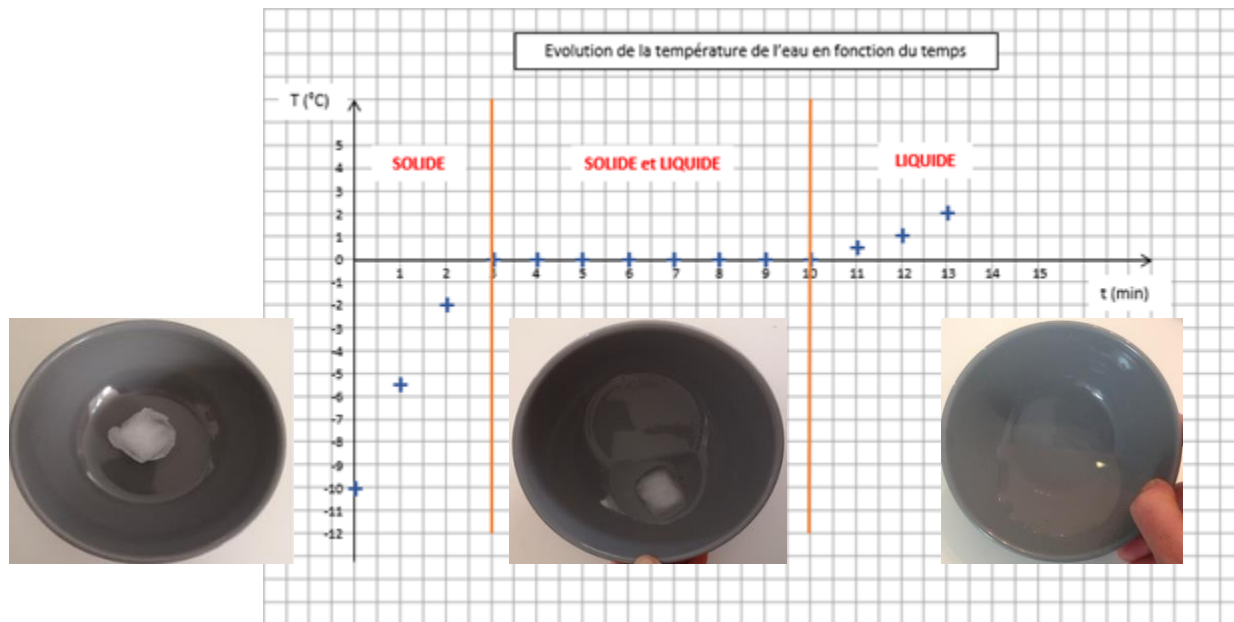 Evolution de la température de l'eau en fonction du temps
T (°C)
5
4
3
2
1
0
-1
-2
-3
-4
-5
-6
-7
-8
-9
-10
-11
-12
SOLIDE
SOLIDE et LIQUIDE
LIQUIDE
1 2 3 4 5 6 7 8 9 10 11 12 13 14 15
t (min)